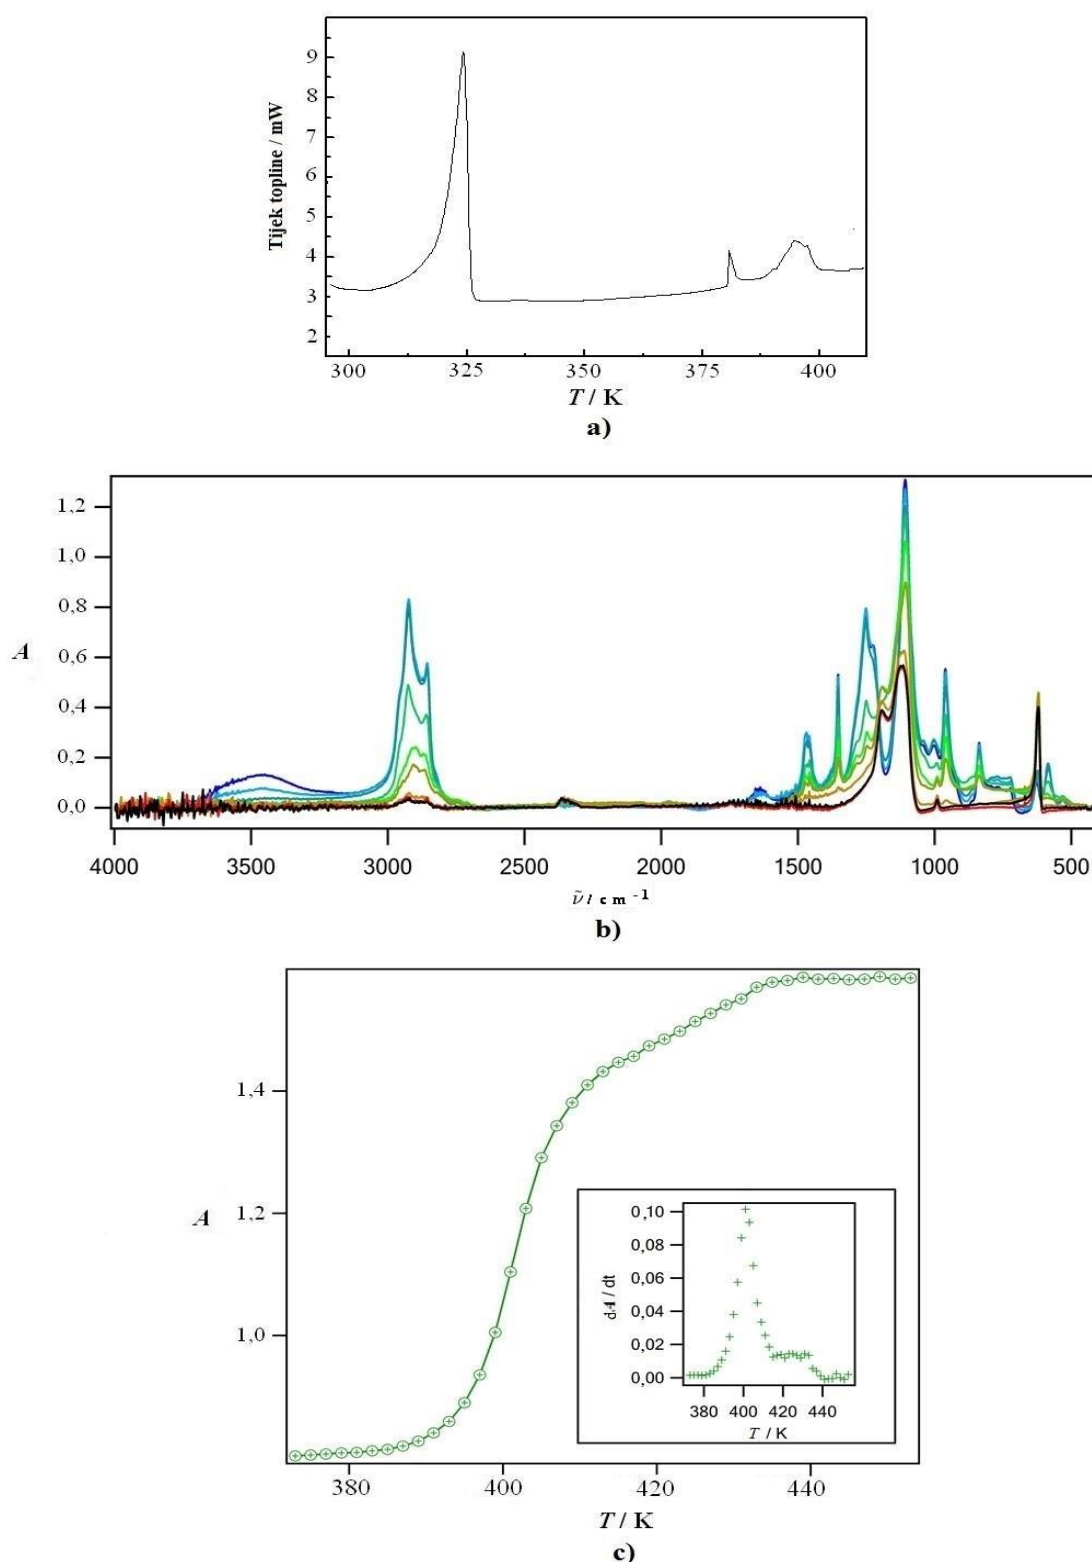 9
8
7
6
5
4
3
2
Tijek topline / mW
300 325 350 375 400
T / K
a)
1,2
1,0
0,8
0,6
0,4
0,2
0,0
A
4000 3500 3000 2500 2000 1500 1000 500
ν̃ / cm⁻¹
b)
1,4
1,2
1,0
A
0,10
0,08
0,06
0,04
0,02
0,00
dA / dt
380 400 420 440
T / K
380 400 420 440
T / K
c)